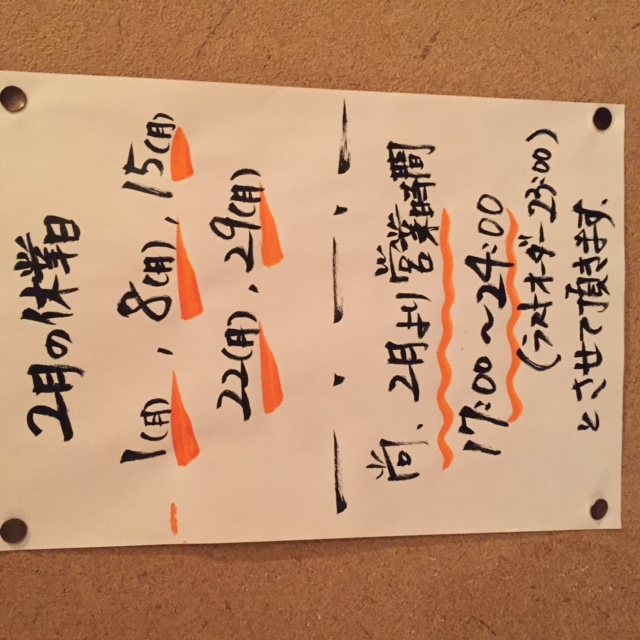 2月の休業日
1(月)、8(月)、15(月)
22(月)、29(月)
尚、2月より営業時間
17:00～24:00
(ラストオーダー23:00)
とさせて頂きます。